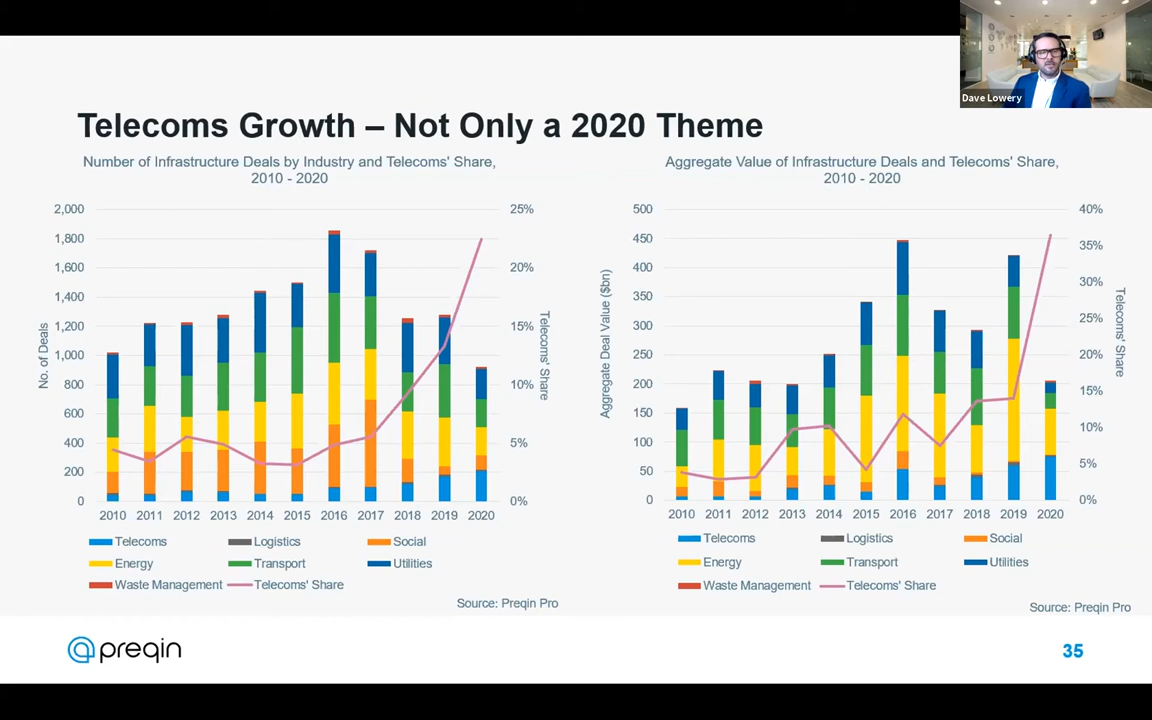 Dave Lowery
Telecoms Growth – Not Only a 2020 Theme
Number of Infrastructure Deals by Industry and Telecoms' Share,
2010 - 2020
2,000
1,800
1,600
1,400
1,200
1,000
800
600
400
200
0
No. of Deals
25%
20%
15%
10%
5%
0%
Telecoms' Share
2010 2011 2012 2013 2014 2015 2016 2017 2018 2019 2020
Telecoms Logistics Social
Energy Transport Utilities
Waste Management Telecoms' Share
Source: Preqin Pro
Aggregate Value of Infrastructure Deals and Telecoms' Share,
2010 - 2020
500
450
400
350
300
250
200
150
100
50
0
Aggregate Deal Value ($bn)
40%
35%
30%
25%
20%
15%
10%
5%
0%
Telecoms' Share
2010 2011 2012 2013 2014 2015 2016 2017 2018 2019 2020
Telecoms Logistics Social
Energy Transport Utilities
Waste Management Telecoms' Share
Source: Preqin Pro
preqin
35